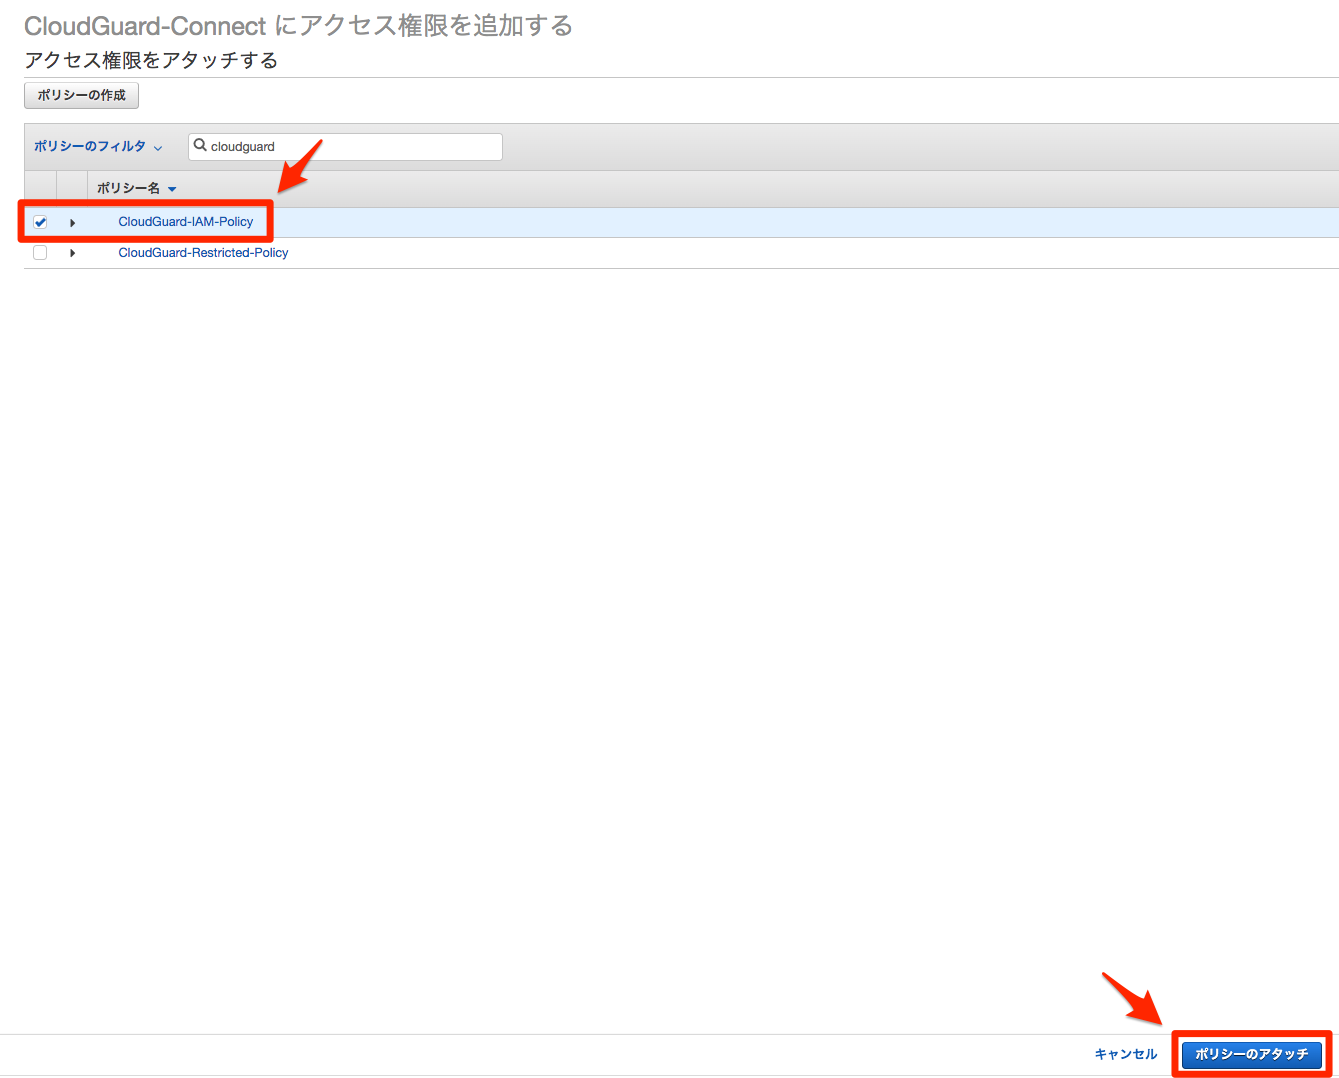 CloudGuard-Connect にアクセス権限を追加する
アクセス権限をアタッチする
ポリシーの作成
ポリシーのフィルタ cloudguard
ポリシー名
CloudGuard-IAM-Policy
CloudGuard-Restricted-Policy
キャンセル ポリシーのアタッチ